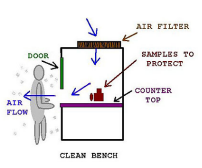 AIR FILTER
DOOR
SAMPLES TO
PROTECT
COUNTER
TOP
AIR
FLOW
CLEAN BENCH